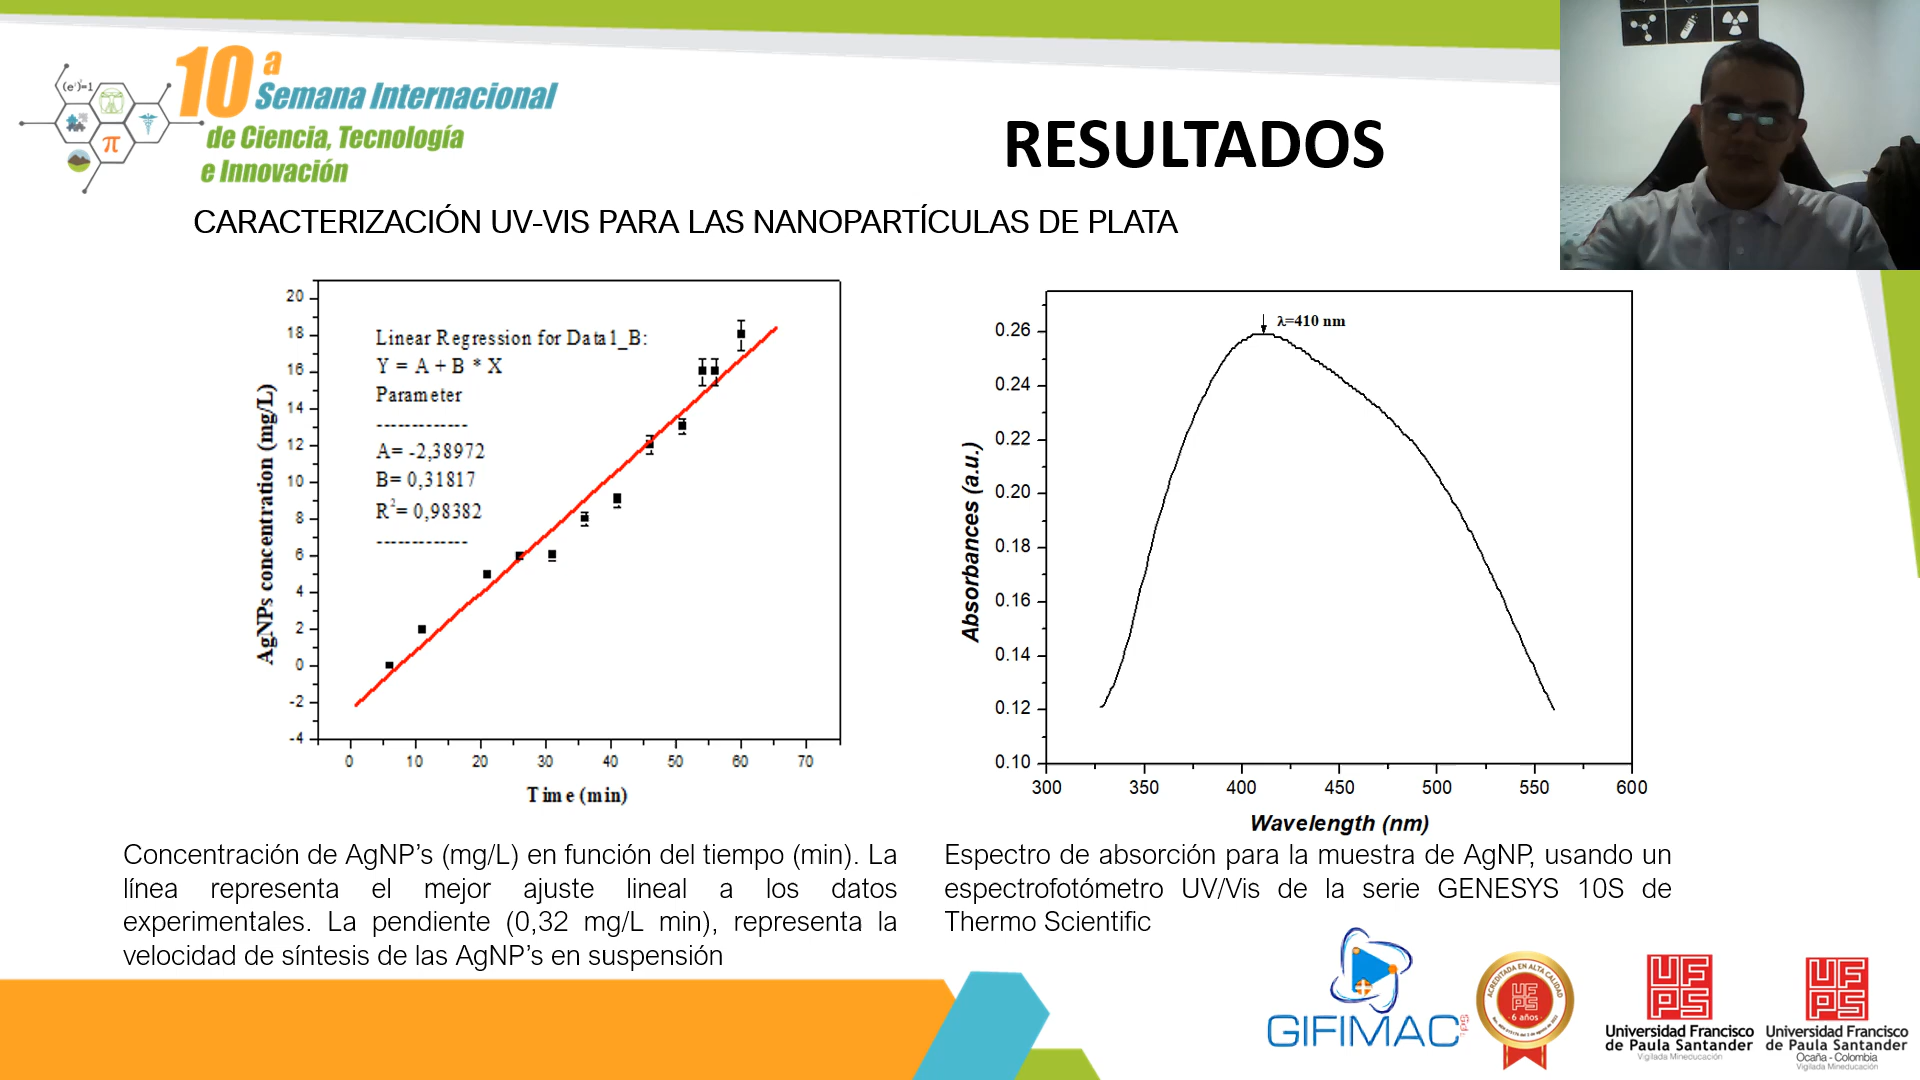 (e^i)^2=1
π
10ª
Semana Internacional
de Ciencia, Tecnología
e Innovación
RESULTADOS
CARACTERIZACIÓN UV-VIS PARA LAS NANOPARTÍCULAS DE PLATA
20
18
16
14
12
10
8
6
4
2
0
-2
-4
AgNPs concentration (mg/L)
Linear Regression for Data1_B:
Y = A + B * X
Parameter
-------------
A= -2,38972
B= 0,31817
R²= 0,98382
-------------
0 10 20 30 40 50 60 70
Time (min)
0.26
0.24
0.22
0.20
0.18
0.16
0.14
0.12
0.10
Absorbances (a.u.)
λ=410 nm
300 350 400 450 500 550 600
Wavelength (nm)
Concentración de AgNP’s (mg/L) en función del tiempo (min). La
línea representa el mejor ajuste lineal a los datos
experimentales. La pendiente (0,32 mg/L min), representa la
velocidad de síntesis de las AgNP’s en suspensión
Espectro de absorción para la muestra de AgNP, usando un
espectrofotómetro UV/Vis de la serie GENESYS 10S de
Thermo Scientific
GIFIMAC
ACREDITADA EN ALTA CALIDAD
UFPS
6 años
UFPS
Universidad Francisco
de Paula Santander
Vigilada Mineducación
UFPS
Universidad Francisco
de Paula Santander
Ocaña - Colombia
Vigilada Mineducación